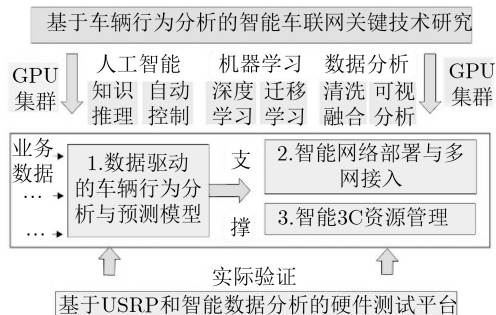 基于车辆行为分析的智能车联网关键技术研究
GPU
集群
人工智能
知识
推理
自动
控制
机器学习
深度
学习
迁移
学习
数据分析
清洗
融合
可视
分析
GPU
集群
业务
数据
…
…
1.数据驱动
的车辆行为分
析与预测模型
支
撑
2.智能网络部署与多
网接入
3.智能3C资源管理
实际验证
基于USRP和智能数据分析的硬件测试平台